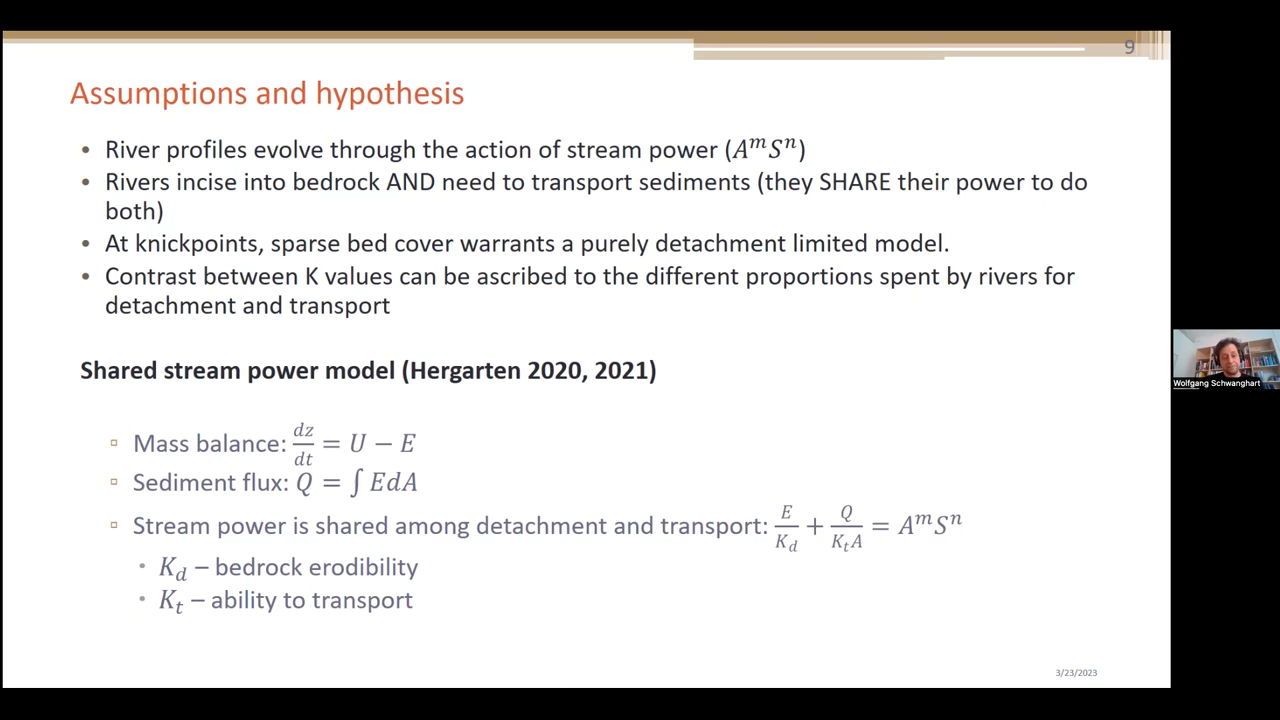 9
Assumptions and hypothesis
• River profiles evolve through the action of stream power (AᵐSⁿ)
• Rivers incise into bedrock AND need to transport sediments (they SHARE their power to do
both)
• At knickpoints, sparse bed cover warrants a purely detachment limited model.
• Contrast between K values can be ascribed to the different proportions spent by rivers for
detachment and transport
Shared stream power model (Hergarten 2020, 2021)
▫ Mass balance: dz/dt = U − E
▫ Sediment flux: Q = ∫ EdA
▫ Stream power is shared among detachment and transport: E/K_d + Q/K_tA = AᵐSⁿ
• K_d – bedrock erodibility
• K_t – ability to transport
Wolfgang Schwanghart
3/23/2023